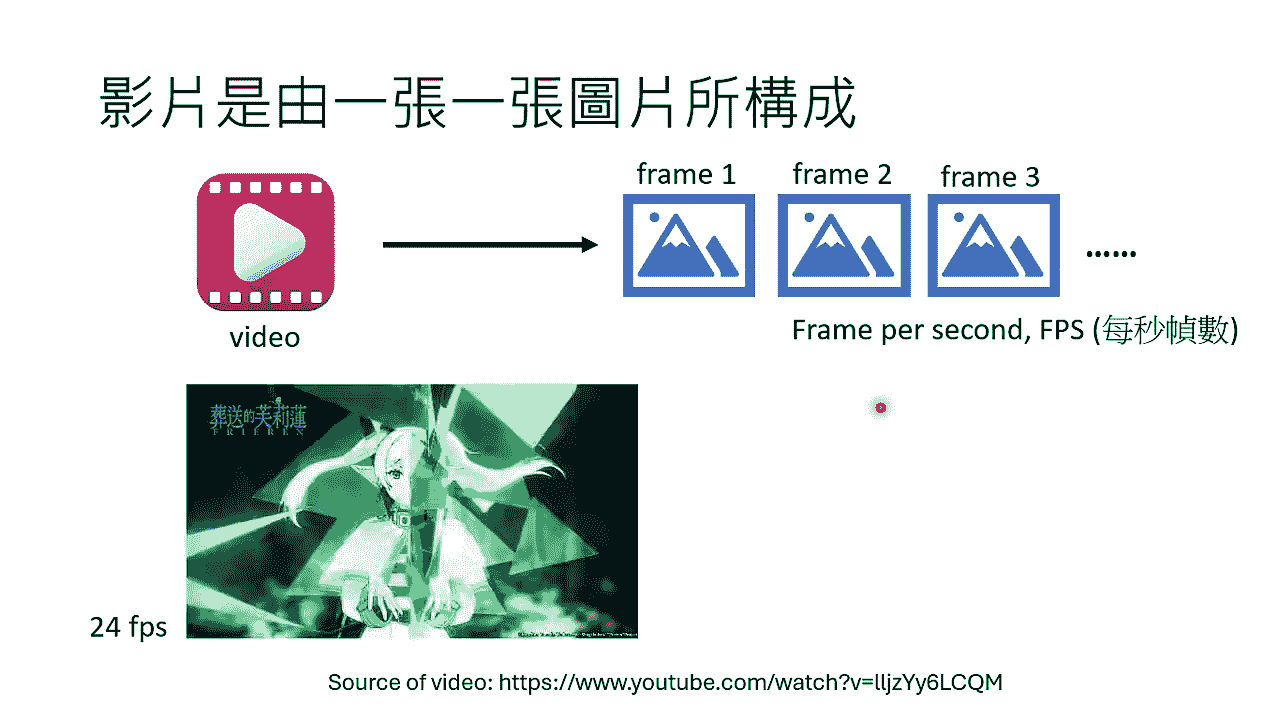 影片是由一張一張圖片所構成
frame 1
frame 2
frame 3
......
video
Frame per second, FPS (每秒幀數)
葬送的芙莉蓮
FRIEREN
24 fps
Source of video: https://www.youtube.com/watch?v=lljzYy6LCQM